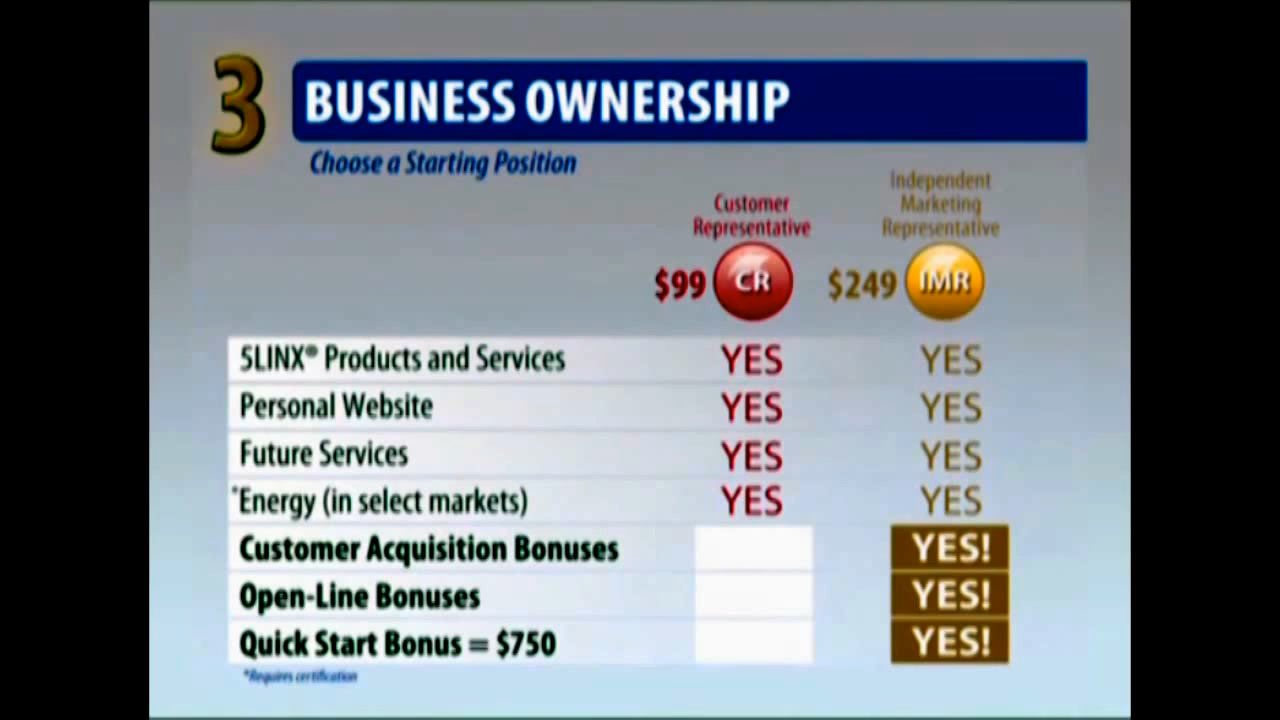 3
BUSINESS OWNERSHIP
Choose a Starting Position
Customer
Representative
Independent
Marketing
Representative
$99 CR $249 IMR
5LINX® Products and Services YES YES
Personal Website YES YES
Future Services YES YES
*Energy (in select markets) YES YES
Customer Acquisition Bonuses YES!
Open-Line Bonuses YES!
Quick Start Bonus = $750 YES!
*Requires certification